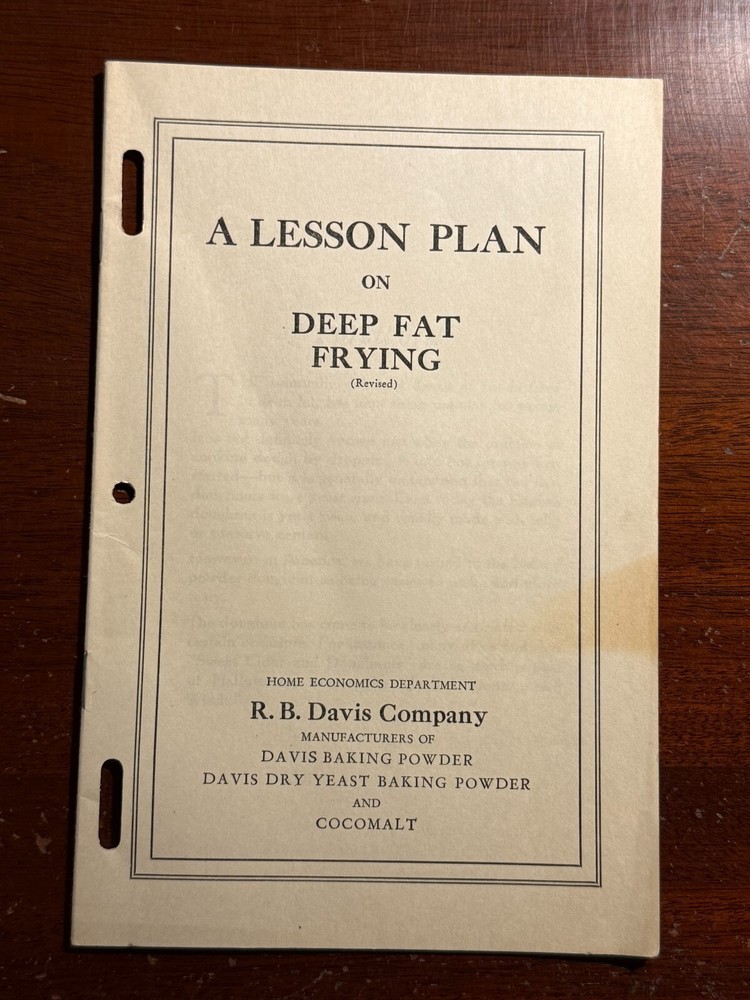 A LESSON PLAN
ON
DEEP FAT
FRYING
(Revised)
HOME ECONOMICS DEPARTMENT
R. B. Davis Company
MANUFACTURERS OF
DAVIS BAKING POWDER
DAVIS DRY YEAST BAKING POWDER
AND
COCOMALT